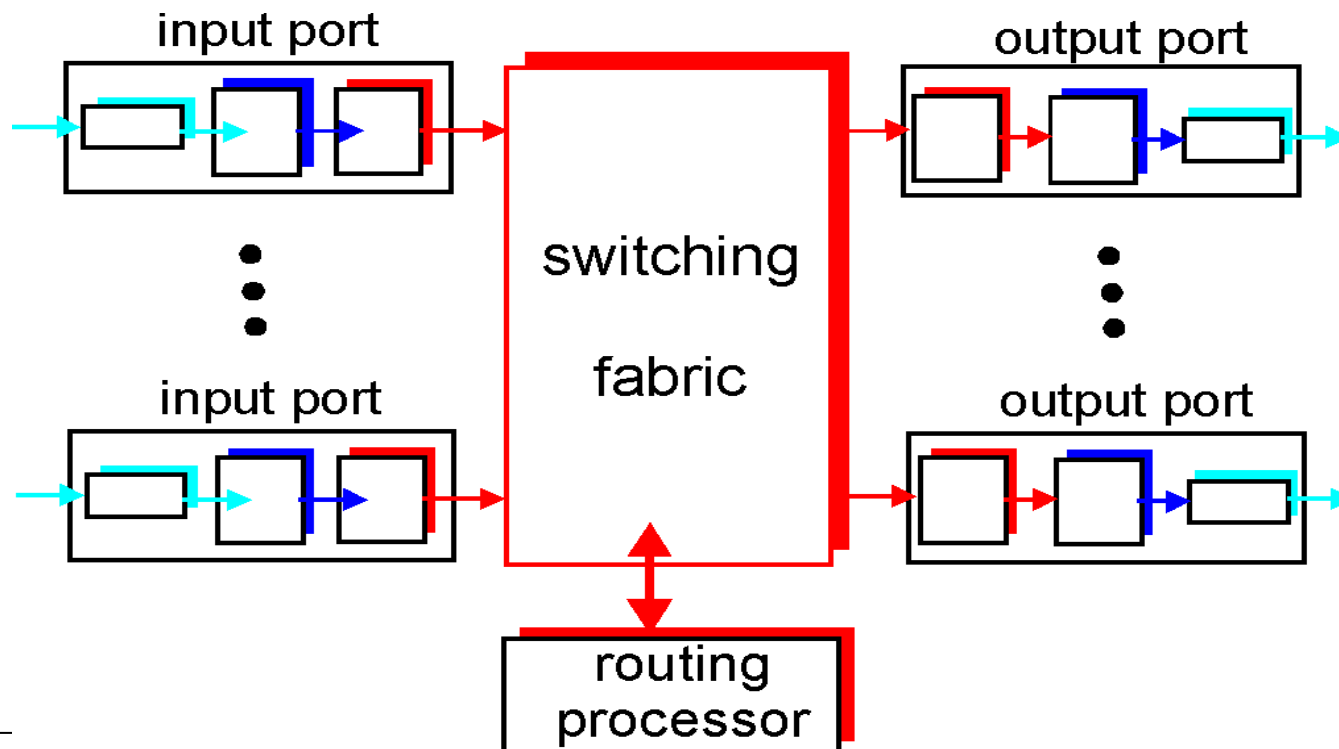 input port
output port
switching
fabric
input port
output port
routing
processor